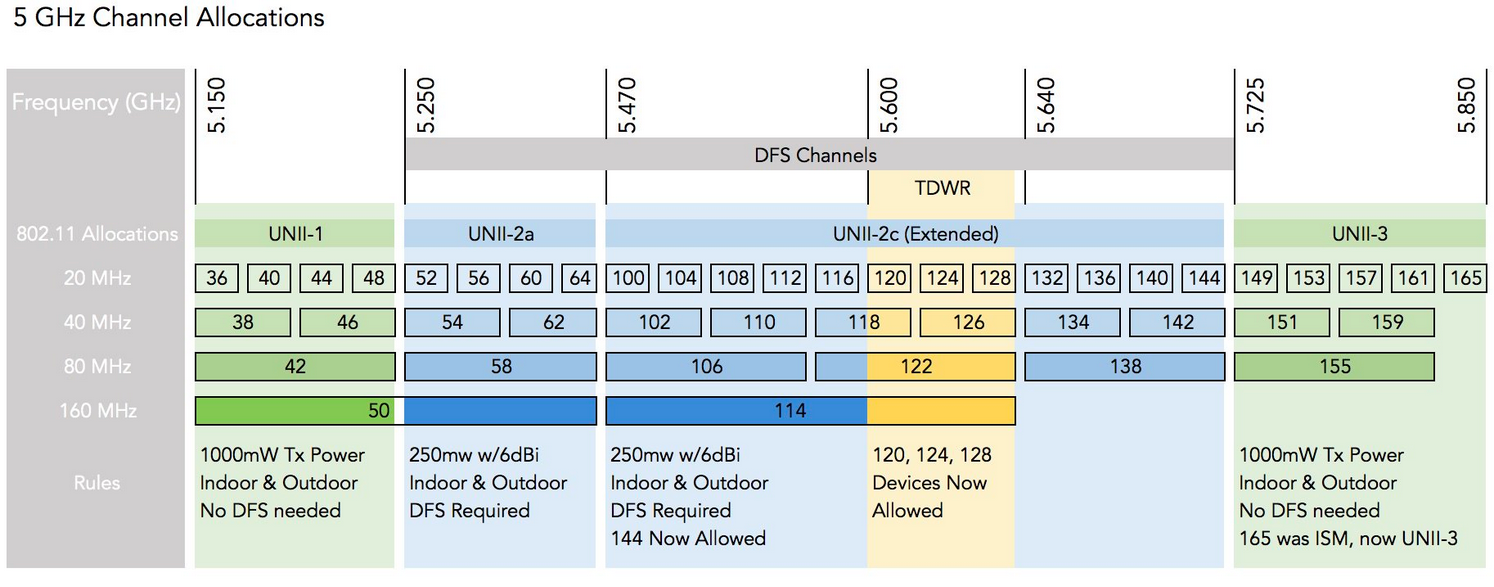 5 GHz Channel Allocations
Frequency (GHz) 5.150 5.250 5.470 5.600 5.640 5.725 5.850
DFS Channels
TDWR
802.11 Allocations UNII-1 UNII-2a UNII-2c (Extended) UNII-3
20 MHz 36 40 44 48 52 56 60 64 100 104 108 112 116 120 124 128 132 136 140 144 149 153 157 161 165
40 MHz 38 46 54 62 102 110 118 126 134 142 151 159
80 MHz 42 58 106 122 138 155
160 MHz 50 114
Rules
1000mW Tx Power
Indoor & Outdoor
No DFS needed
250mw w/6dBi
Indoor & Outdoor
DFS Required
250mw w/6dBi
Indoor & Outdoor
DFS Required
144 Now Allowed
120, 124, 128
Devices Now
Allowed
1000mW Tx Power
Indoor & Outdoor
No DFS needed
165 was ISM, now UNII-3